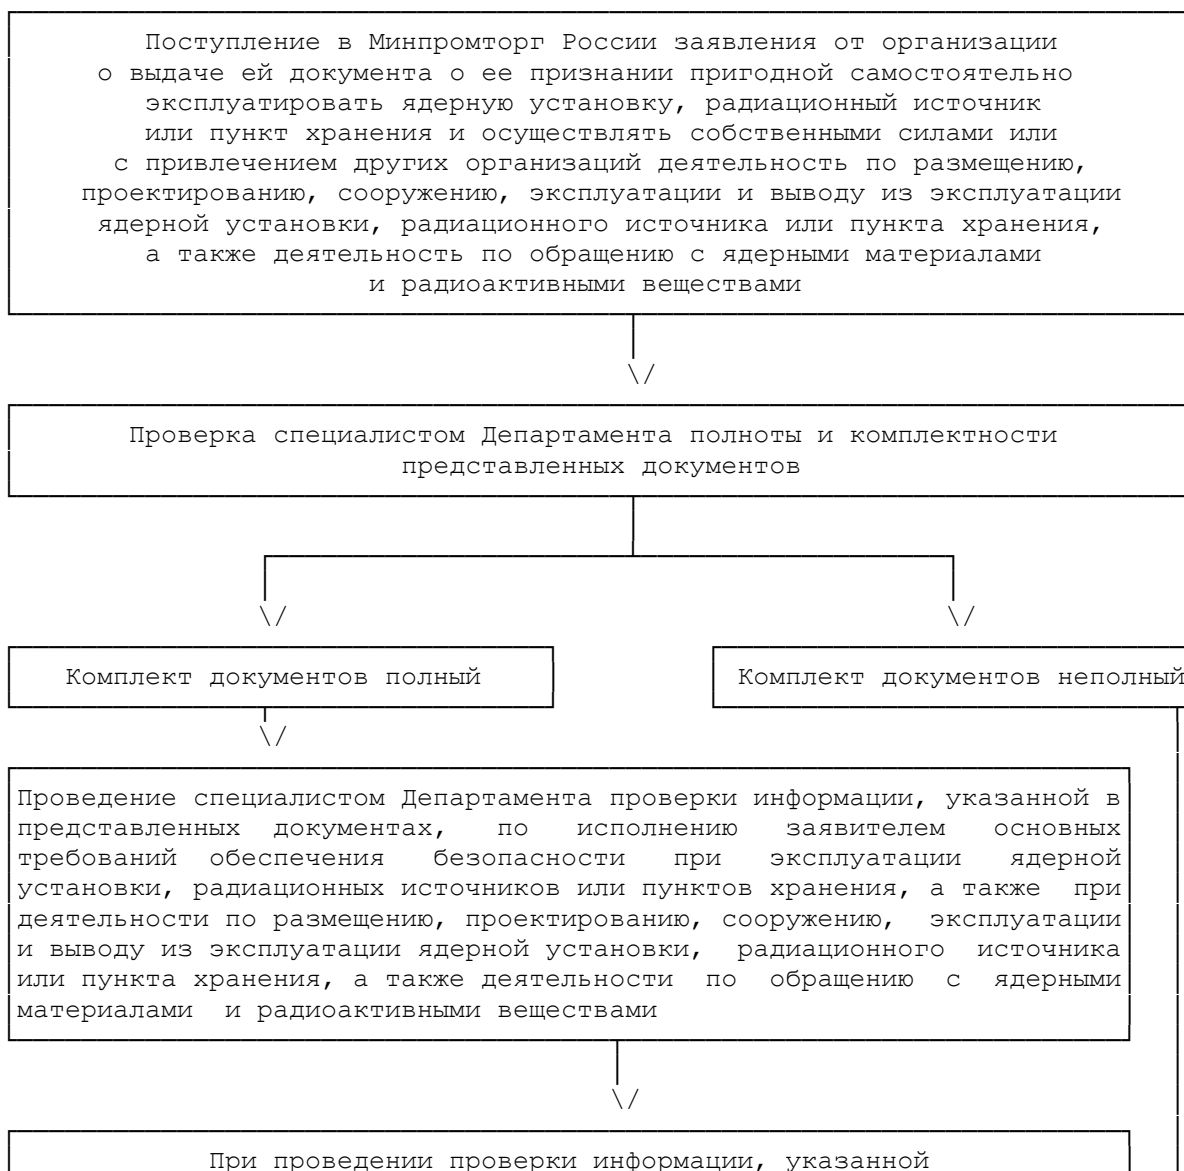 Поступление в Минпромторг России заявления от организации
о выдаче ей документа о ее признании пригодной самостоятельно
эксплуатировать ядерную установку, радиационный источник
или пункт хранения и осуществлять собственными силами или
с привлечением других организаций деятельность по размещению,
проектированию, сооружению, эксплуатации и выводу из эксплуатации
ядерной установки, радиационного источника или пункта хранения,
а также деятельность по обращению с ядерными материалами
и радиоактивными веществами
Проверка специалистом Департамента полноты и комплектности
представленных документов
Комплект документов полный
Комплект документов неполный
Проведение специалистом Департамента проверки информации, указанной в
представленных документах, по исполнению заявителем основных
требований обеспечения безопасности при эксплуатации ядерной
установки, радиационных источников или пунктов хранения, а также при
деятельности по размещению, проектированию, сооружению, эксплуатации
и выводу из эксплуатации ядерной установки, радиационного источника
или пункта хранения, а также деятельности по обращению с ядерными
материалами и радиоактивными веществами
При проведении проверки информации, указанной